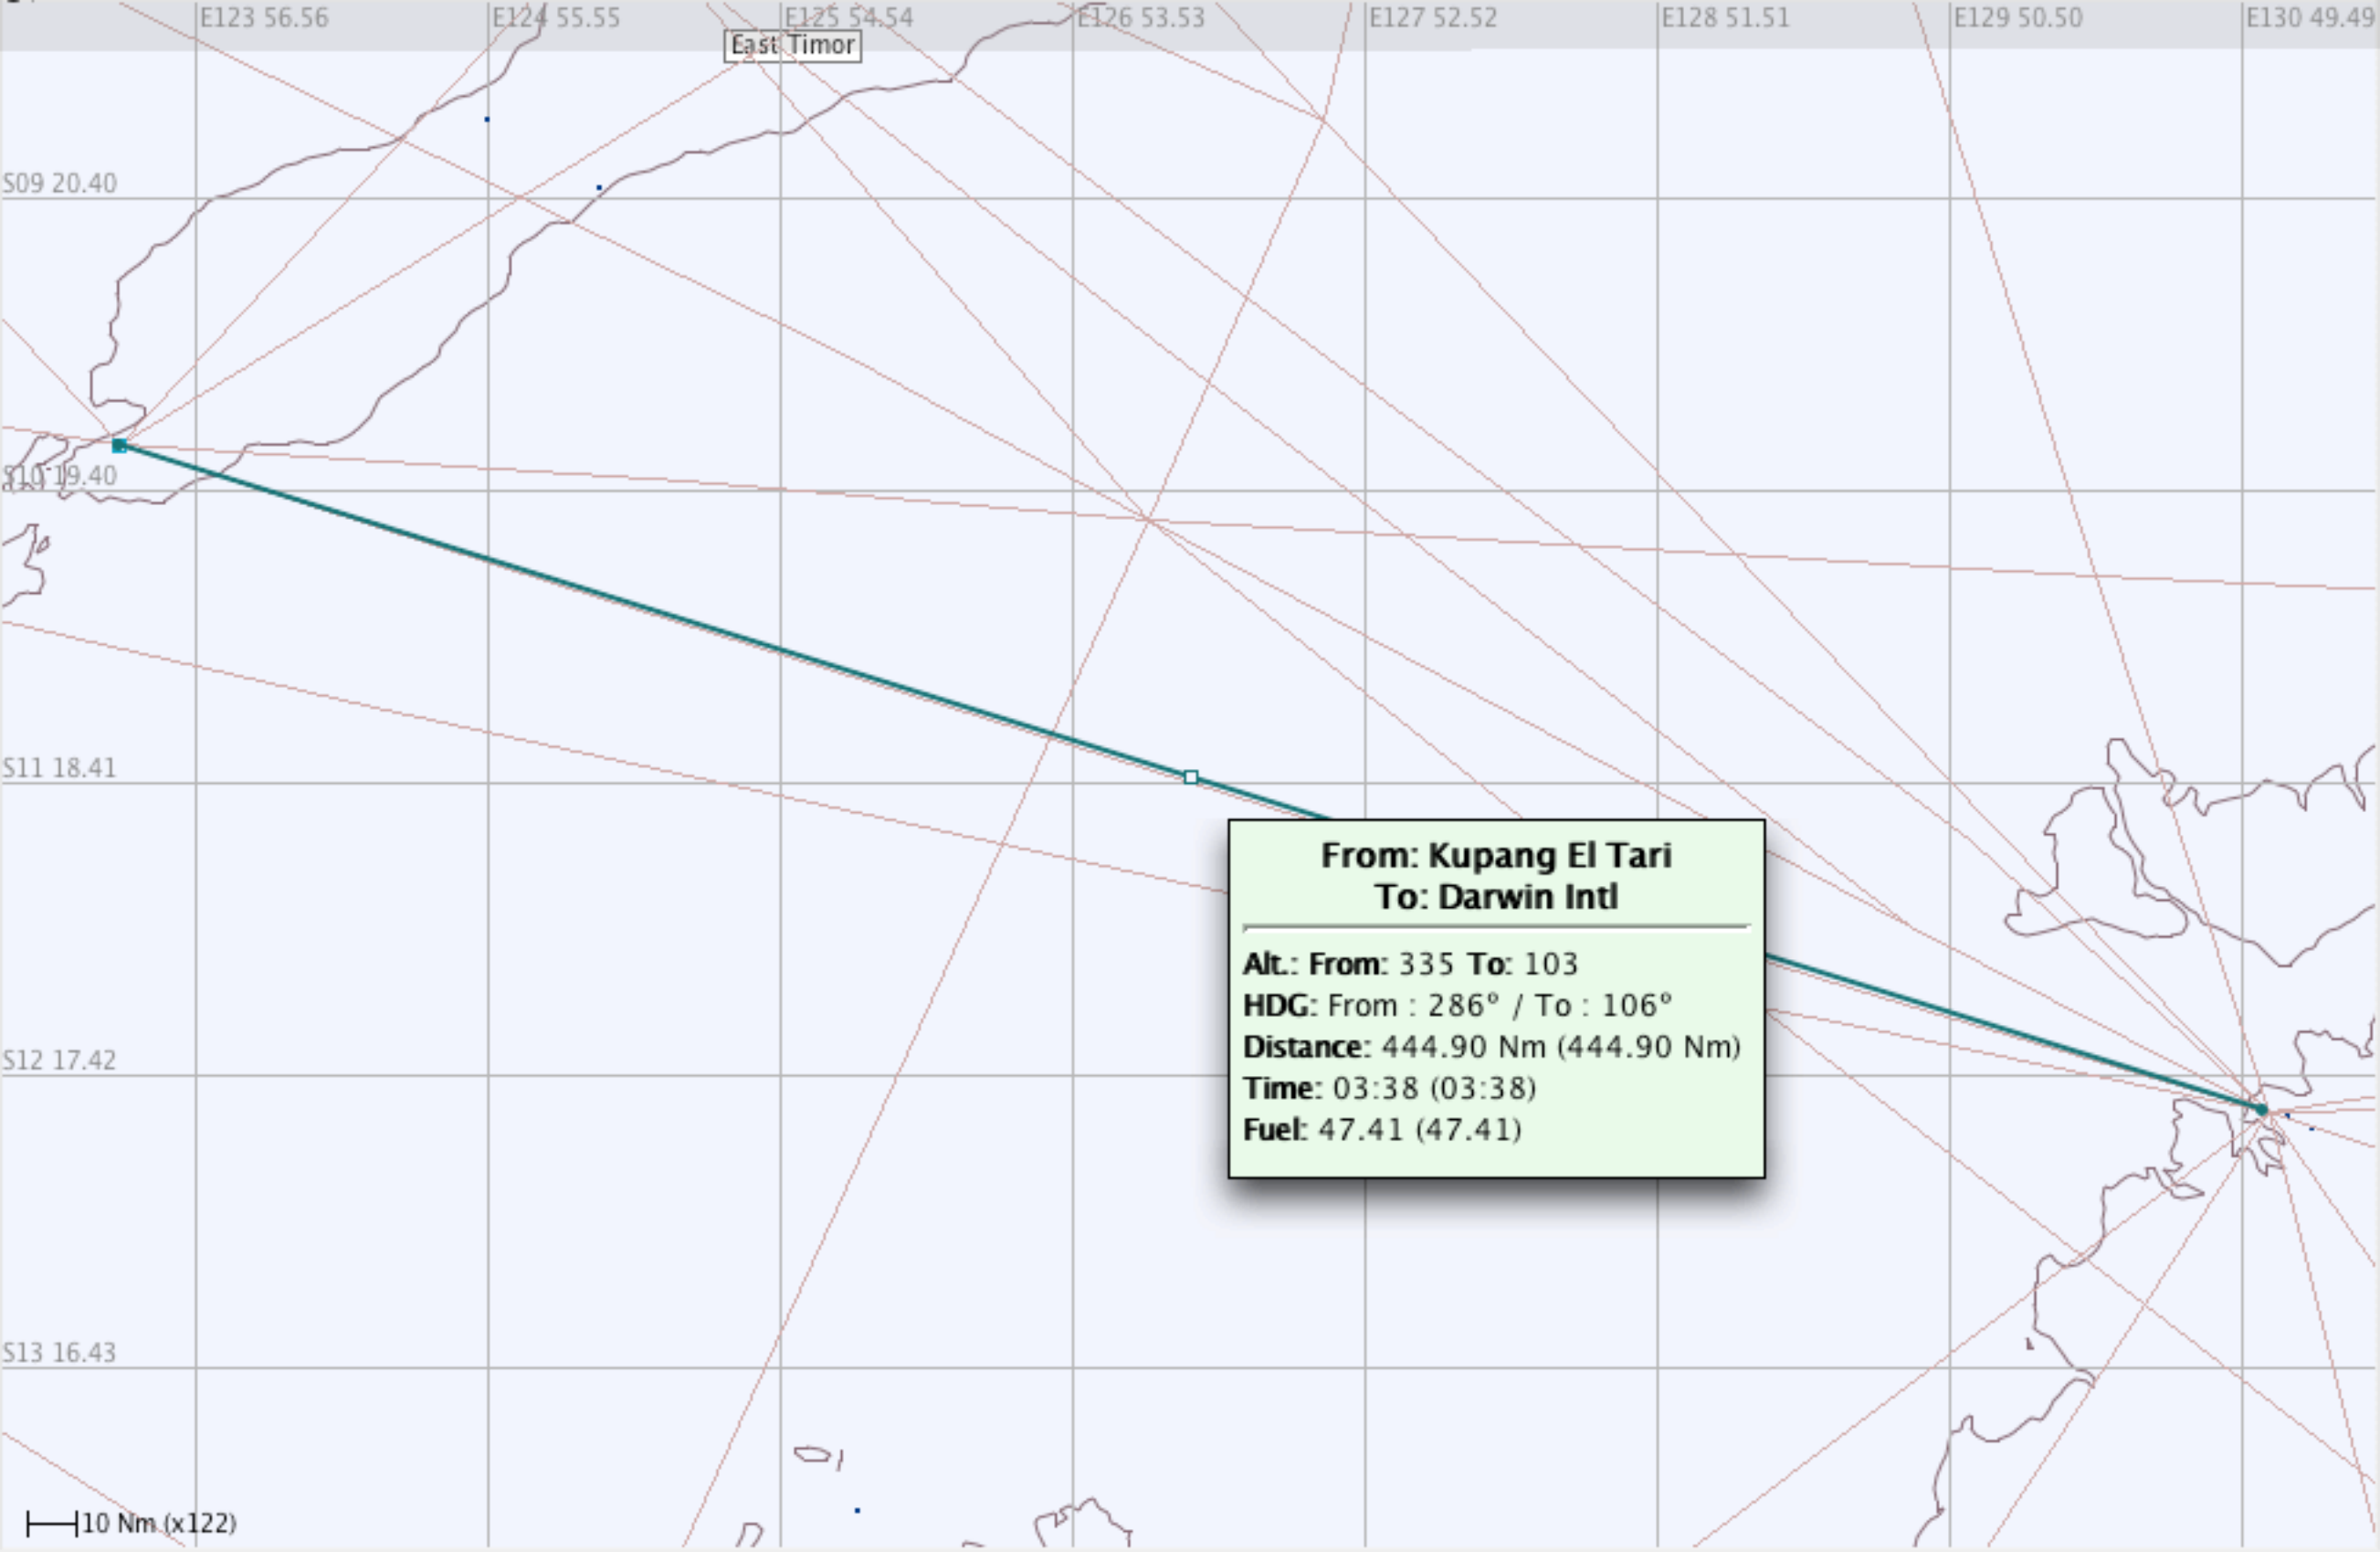 E123 56.56
E124 55.55
E125 54.54
E126 53.53
E127 52.52
E128 51.51
E129 50.50
E130 49.49
East Timor
S09 20.40
S10 19.40
S11 18.41
From: Kupang El Tari
To: Darwin Intl
Alt.: From: 335 To: 103
HDG: From : 286° / To : 106°
Distance: 444.90 Nm (444.90 Nm)
Time: 03:38 (03:38)
Fuel: 47.41 (47.41)
S12 17.42
S13 16.43
10 Nm (x122)